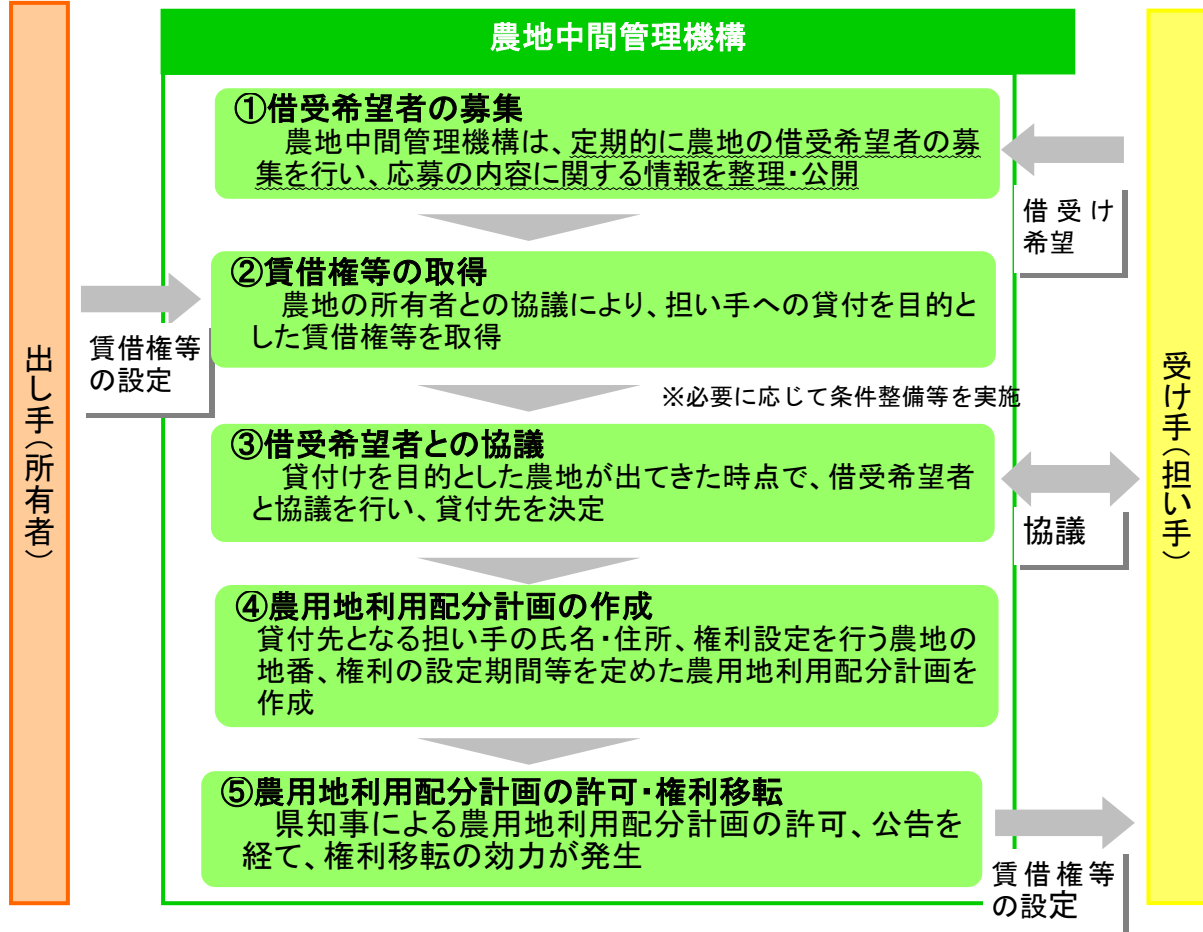 農地中間管理機構
①借受希望者の募集
農地中間管理機構は、定期的に農地の借受希望者の募
集を行い、応募の内容に関する情報を整理・公開
借受け
希望
②賃借権等の取得
農地の所有者との協議により、担い手への貸付を目的と
した賃借権等を取得
賃借権等
の設定
※必要に応じて条件整備等を実施
③借受希望者との協議
貸付けを目的とした農地が出てきた時点で、借受希望者
と協議を行い、貸付先を決定
協議
④農用地利用配分計画の作成
貸付先となる担い手の氏名・住所、権利設定を行う農地の
地番、権利の設定期間等を定めた農用地利用配分計画を
作成
⑤農用地利用配分計画の許可・権利移転
県知事による農用地利用配分計画の許可、公告を
経て、権利移転の効力が発生
賃借権等
の設定
出し手（所有者）
受け手（担い手）